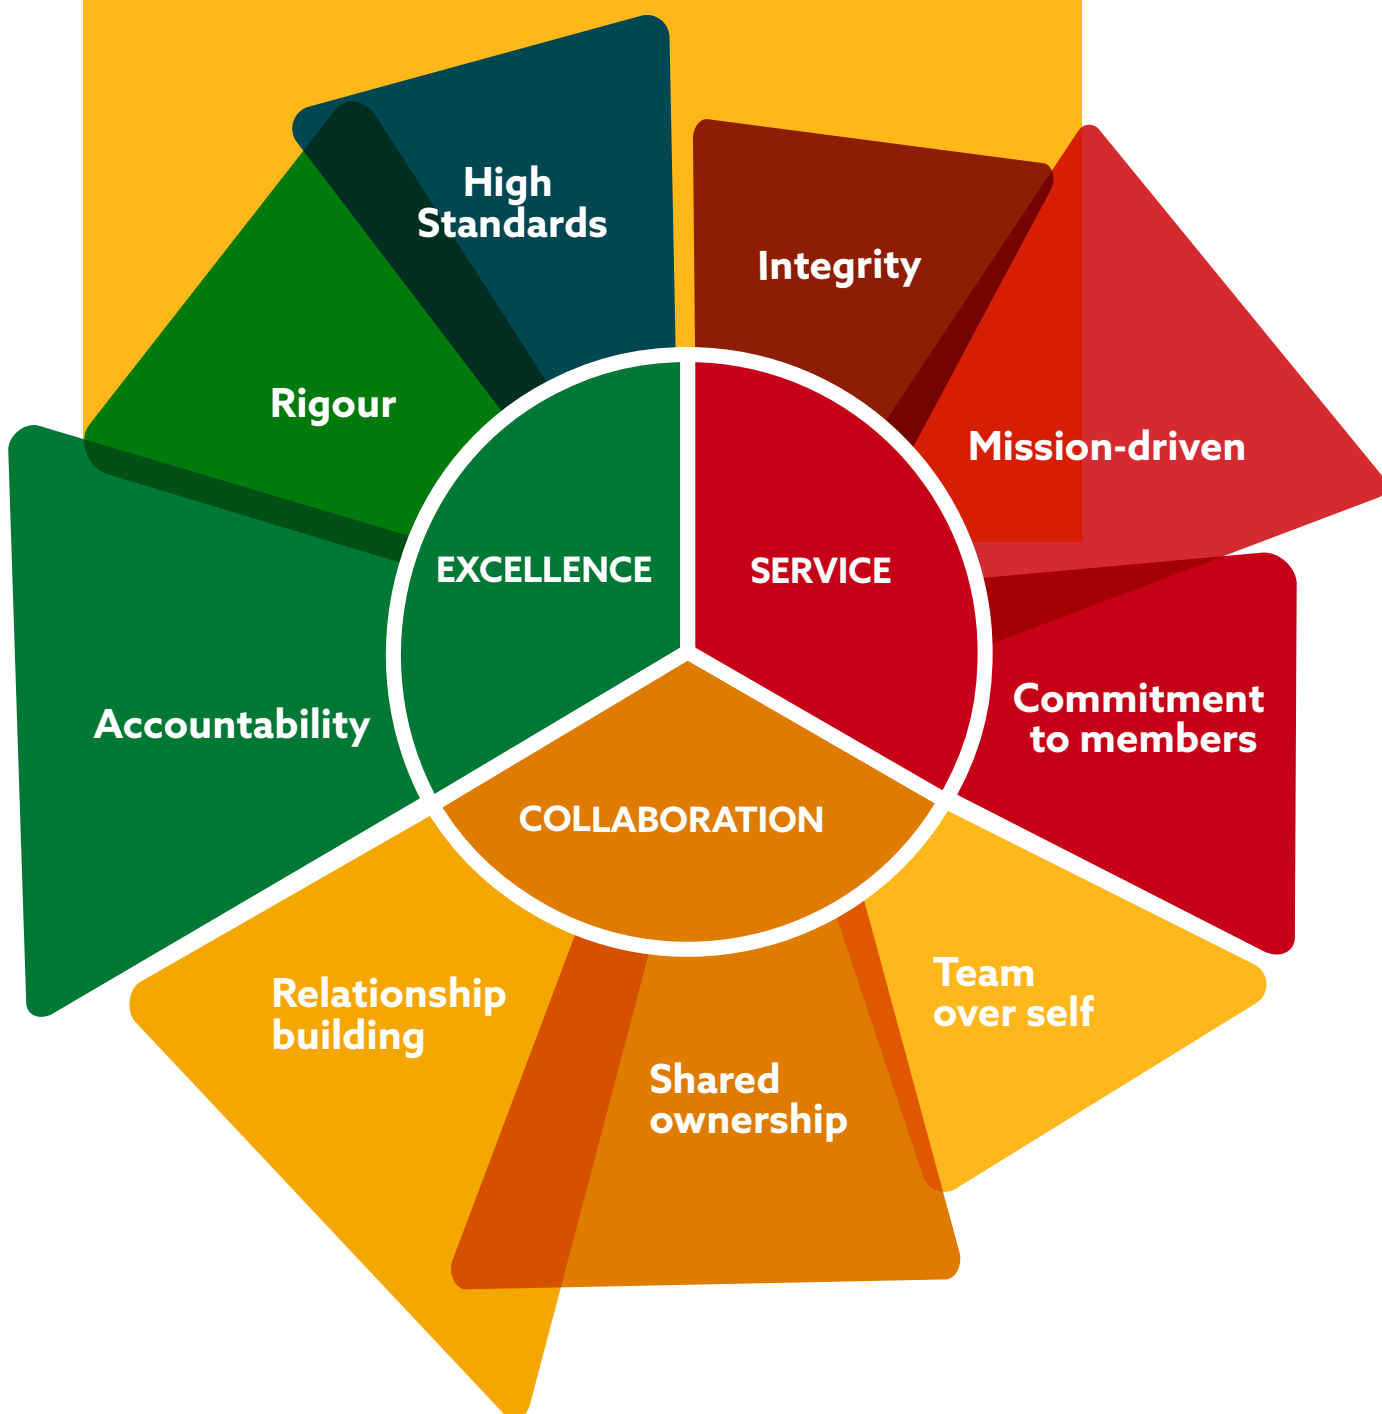 High
Standards
Integrity
Rigour
Mission-driven
EXCELLENCE
SERVICE
Accountability
Commitment
to members
COLLABORATION
Relationship
building
Team
over self
Shared
ownership